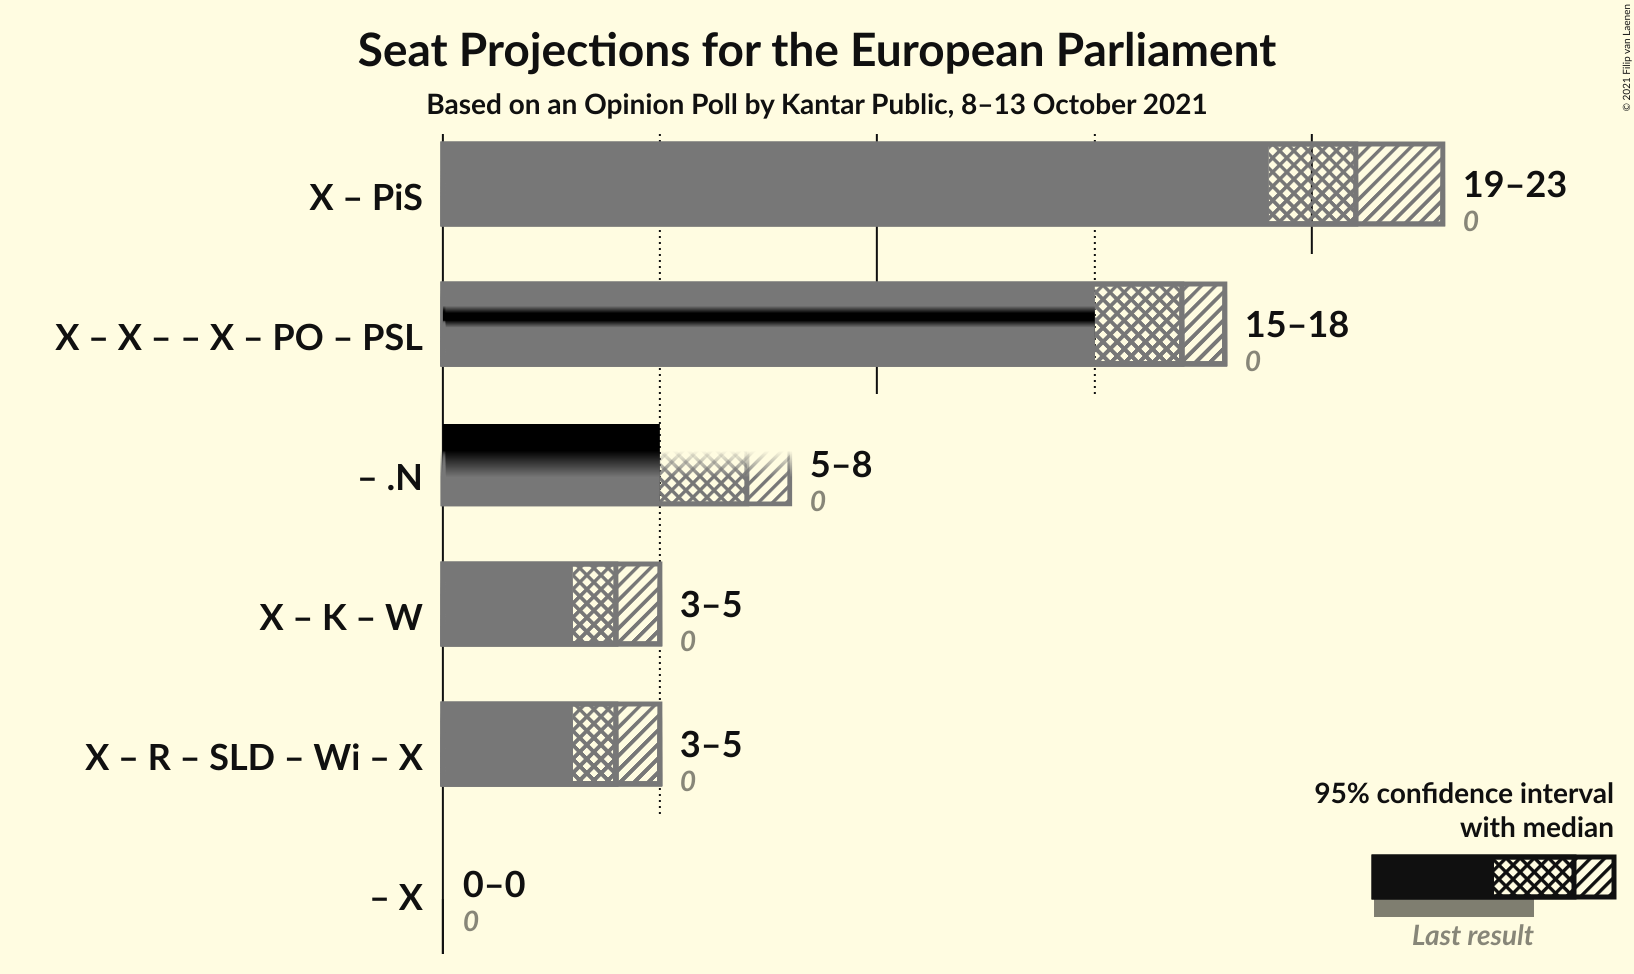 Seat Projections for the European Parliament
Based on an Opinion Poll by Kantar Public, 8–13 October 2021
© 2021 Filip van Laenen
X – PiS
19–23
0
X – X – – X – PO – PSL
15–18
0
– .N
5–8
0
X – K – W
3–5
0
X – R – SLD – Wi – X
3–5
0
– X
0–0
0
95% confidence interval
with median
Last result